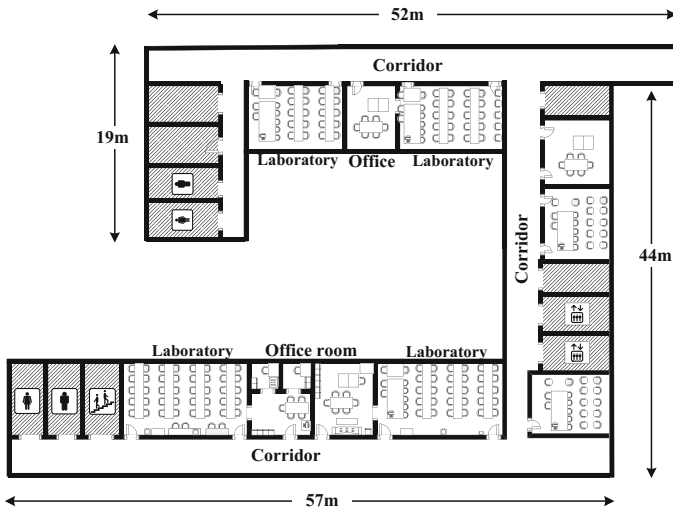 52m
Corridor
19m
Laboratory
Office
Laboratory
Corridor
44m
Laboratory
Office room
Laboratory
Corridor
57m